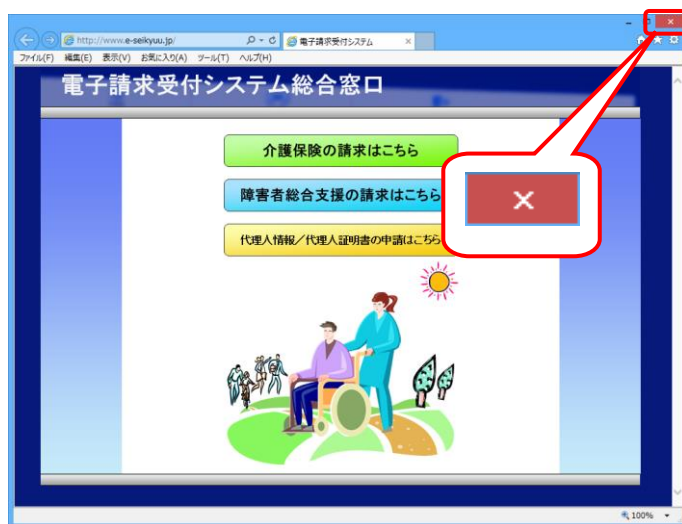 http://www.e-seikyuu.jp/
電子請求受付システム ×
ファイル(F) 編集(E) 表示(V) お気に入り(A) ツール(T) ヘルプ(H)
電子請求受付システム総合窓口
介護保険の請求はこちら
障害者総合支援の請求はこちら
代理人情報/代理人証明書の申請はこちら
100%